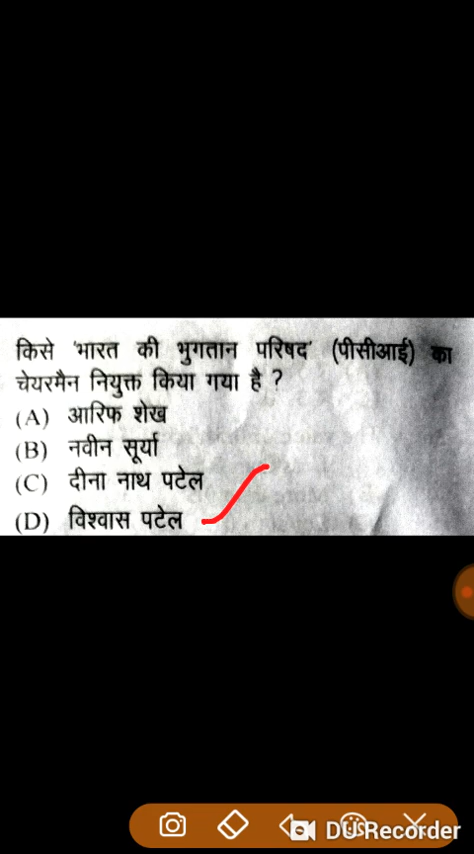 किसे 'भारत की भुगतान परिषद' (पीसीआई) का
चेयरमैन नियुक्त किया गया है ?
(A) आरिफ शेख
(B) नवीन सूर्या
(C) दीना नाथ पटेल
(D) विश्वास पटेल
DU Recorder